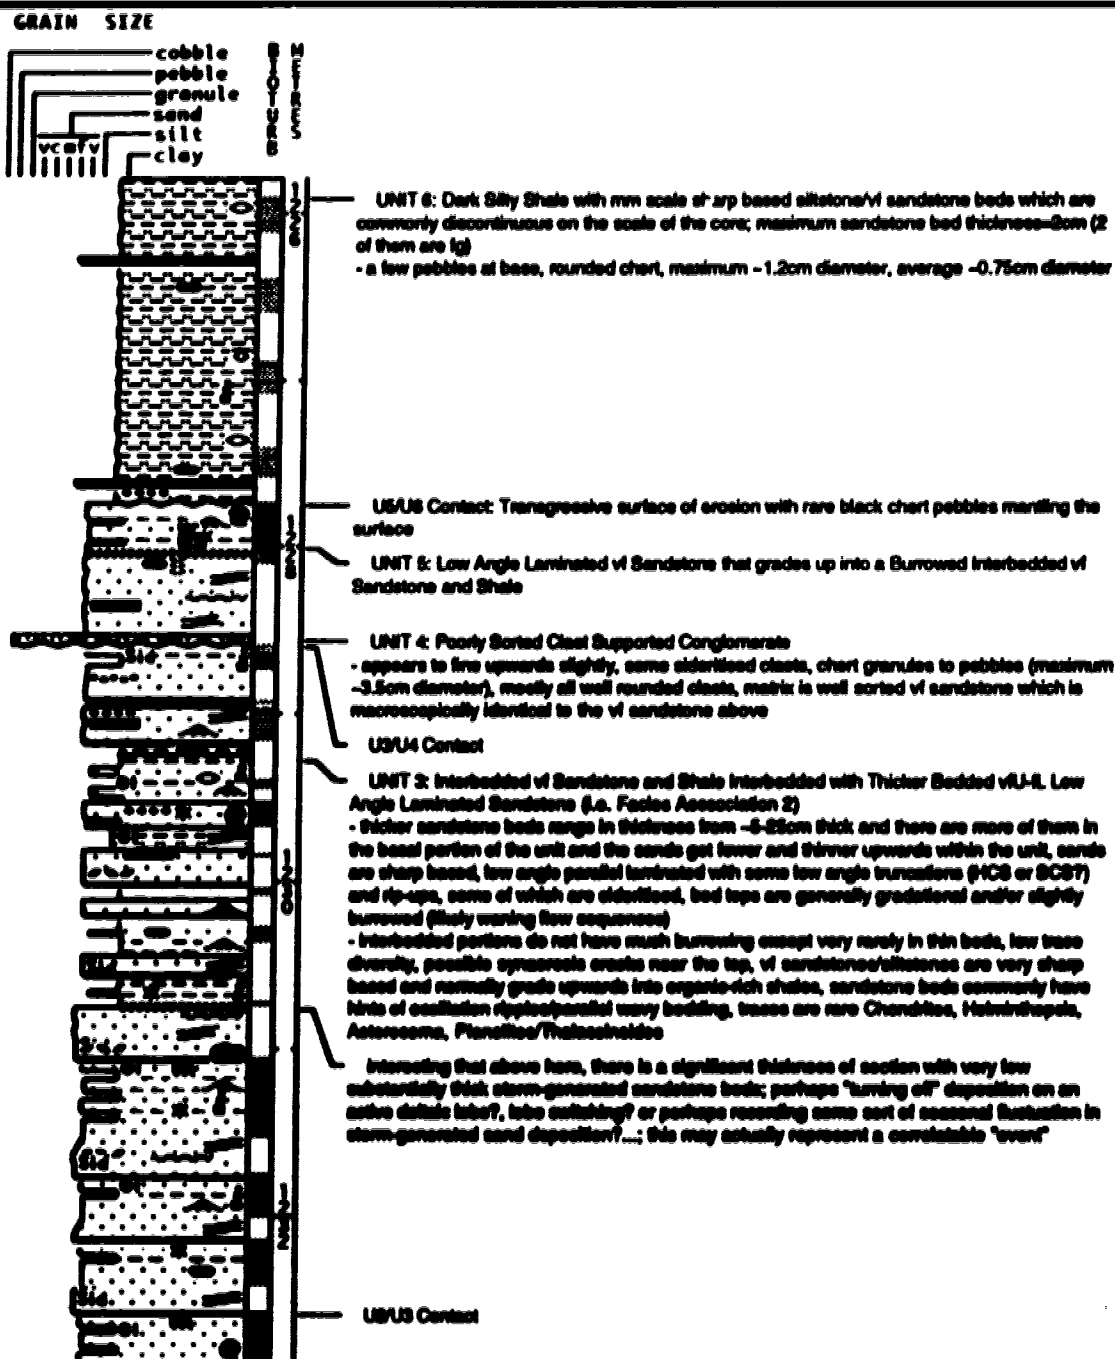 GRAIN SIZE
cobble
pebble
granule
sand
silt
vc m f v
clay
BIOTURB
METRES
1226
UNIT 6: Dark Silty Shale with mm scale sharp based siltstone/vf sandstone beds which are
commonly discontinuous on the scale of the core; maximum sandstone bed thickness=2cm (2
of them are fg)
- a few pebbles at base, rounded chert, maximum ~1.2cm diameter, average ~0.75cm diameter
U5/U6 Contact: Transgressive surface of erosion with rare black chert pebbles mantling the
surface
1228
UNIT 5: Low Angle Laminated vf Sandstone that grades up into a Burrowed Interbedded vf
Sandstone and Shale
UNIT 4: Poorly Sorted Clast Supported Conglomerate
- appears to fine upwards slightly, some sideritised clasts, chert granules to pebbles (maximum
~3.5cm diameter), mostly all well rounded clasts, matrix is well sorted vf sandstone which is
macroscopically identical to the vf sandstone above
Sid
U3/U4 Contact
UNIT 3: Interbedded vf Sandstone and Shale Interbedded with Thicker Bedded vfU-fL Low
Angle Laminated Sandstone (i.e. Facies Association 2)
- thicker sandstone beds range in thickness from ~5-25cm thick and there are more of them in
the basal portion of the unit and the sands get fewer and thinner upwards within the unit, sands
are sharp based, low angle parallel laminated with some low angle truncations (HCS or SCS?)
and rip-ups, some of which are sideritised, bed tops are generally gradational and/or slightly
burrowed (likely waning flow sequences)
1230
- interbedded portions do not have much burrowing except very rarely in thin beds, low trace
diversity, possible synaeresis cracks near the top, vf sandstones/siltstones are very sharp
based and normally grade upwards into organic-rich shales, sandstone beds commonly have
hints of oscillation ripples/parallel wavy bedding, traces are rare Chondrites, Helminthopsis,
Asterosoma, Planolites/Thalassinoides
Interesting that above here, there is a significant thickness of section with very few
substantially thick storm-generated sandstone beds; perhaps "turning off" deposition on an
active deltaic lobe?, lobe switching? or perhaps recording some sort of seasonal fluctuation in
storm-generated sand deposition?...; this may actually represent a correlatable "event"
Sid
1232
Sid
U2/U3 Contact